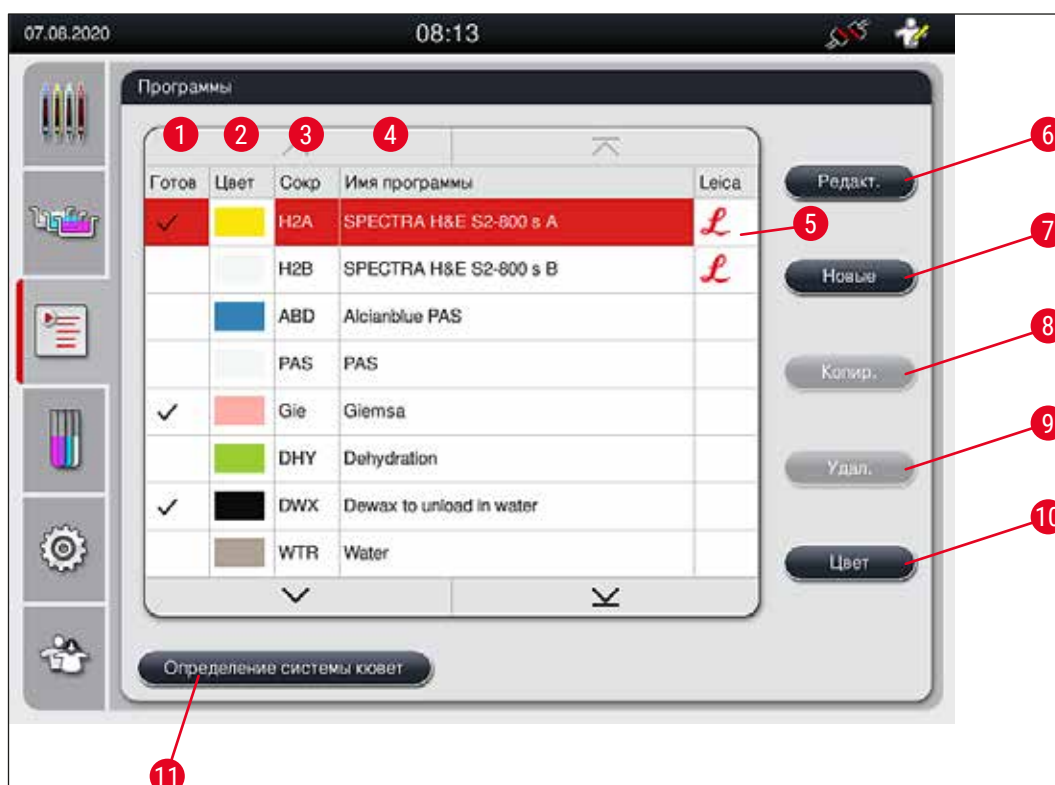 07.08.2020 08:13
Программы
1 2 3 4
Готов Цвет Сокр Имя программы Leica
H2A SPECTRA H&E S2-800 s A
H2B SPECTRA H&E S2-800 s B
ABD Alcianblue PAS
PAS PAS
Gie Giemsa
DHY Dehydration
DWX Dewax to unload in water
WTR Water
5
Редакт.
Новые
Копир.
Удал.
Цвет
6
7
8
9
10
Определение системы кювет
11